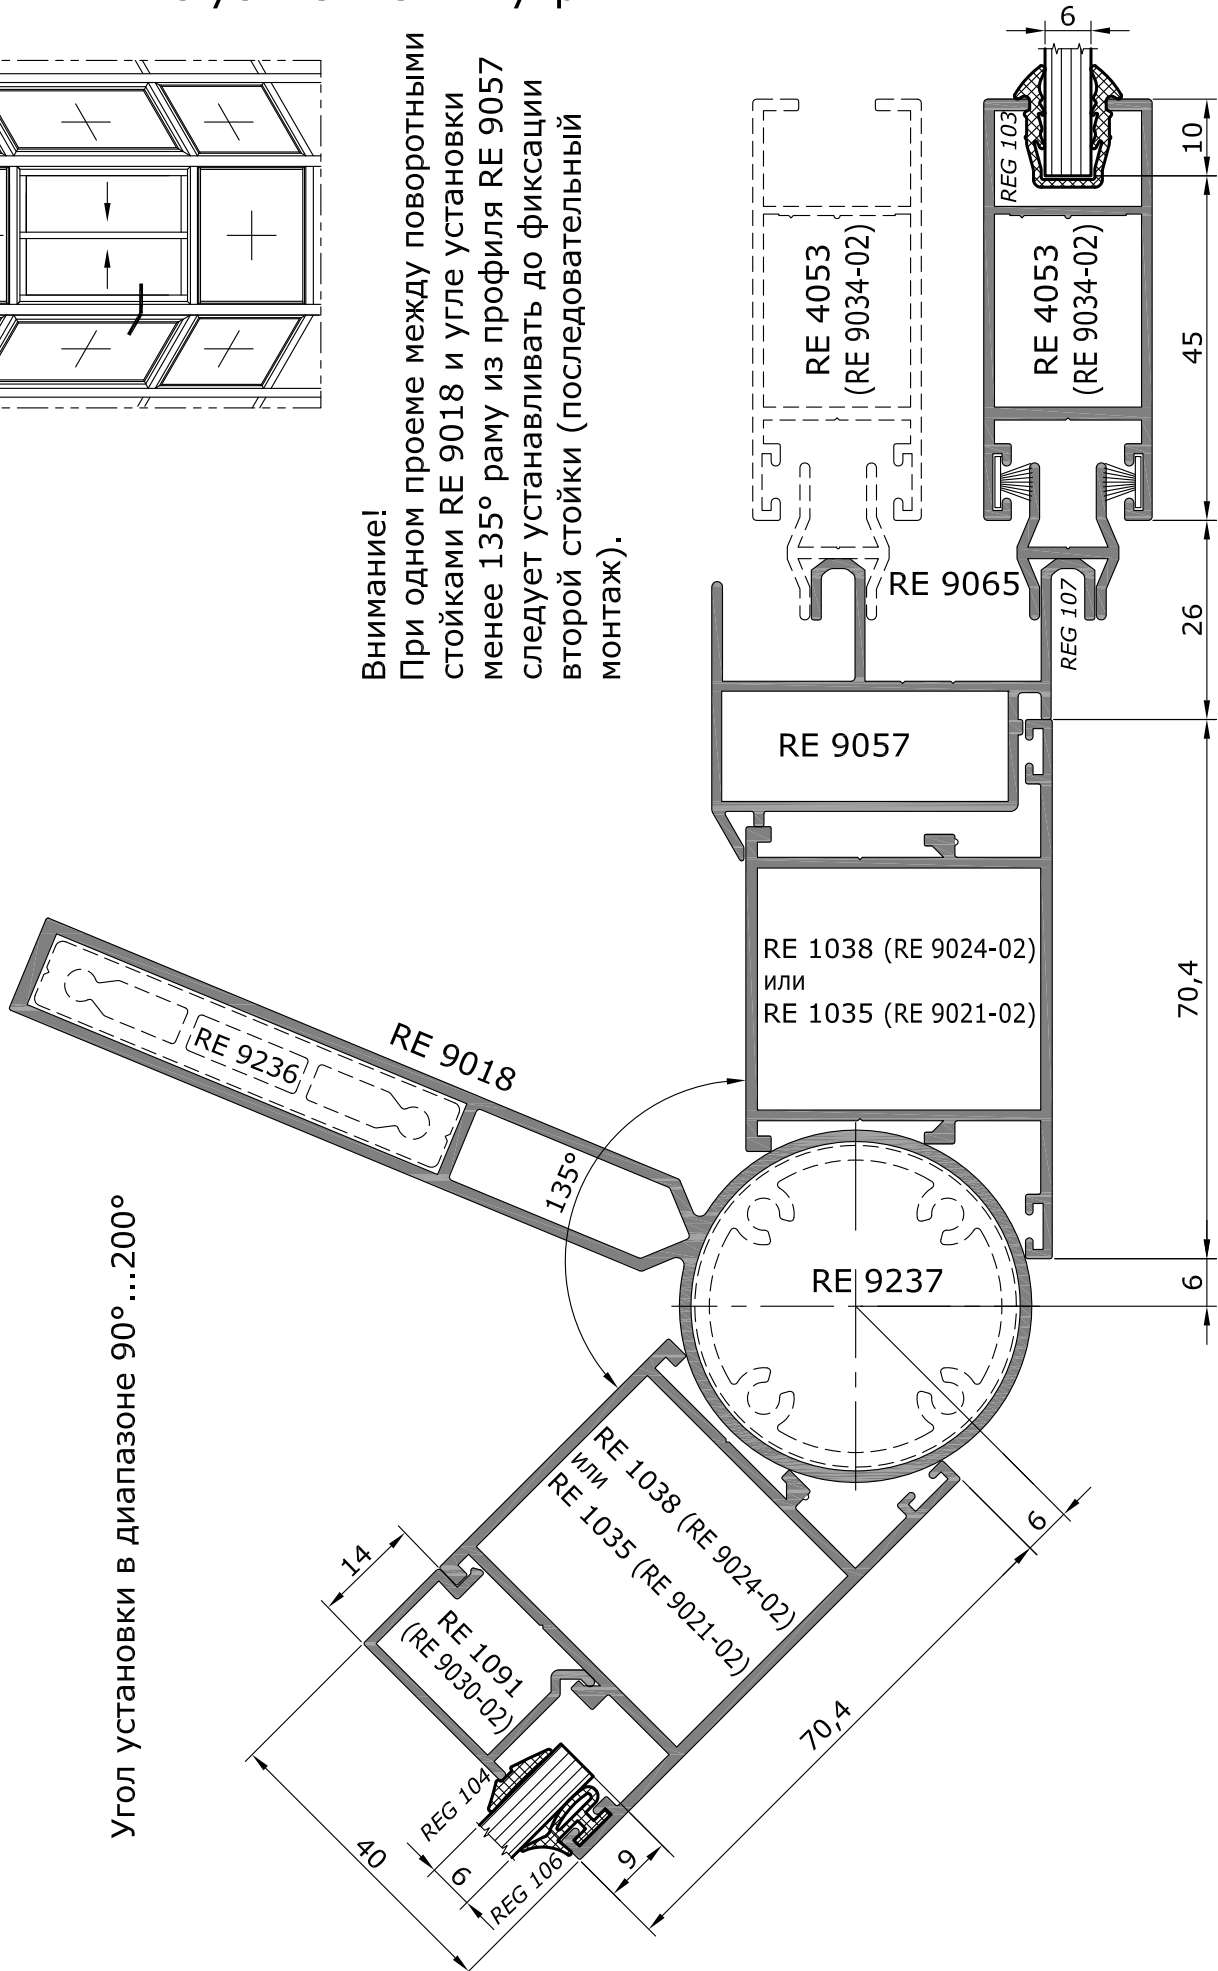 Внимание!
При одном проеме между поворотными
стойками RE 9018 и угле установки
менее 135° раму из профиля RE 9057
следует устанавливать до фиксации
второй стойки (последовательный
монтаж).
Угол установки в диапазоне 90°...200°
6
REG 103
10
RE 4053
(RE 9034-02)
RE 4053
(RE 9034-02)
45
RE 9065
REG 107
26
RE 9057
RE 1038 (RE 9024-02)
или
RE 1035 (RE 9021-02)
70,4
RE 9018
RE 9236
135°
RE 9237
6
RE 1038 (RE 9024-02)
или
RE 1035 (RE 9021-02)
6
14
RE 1091
(RE 9030-02)
70,4
REG 104
40
6
REG 106
9